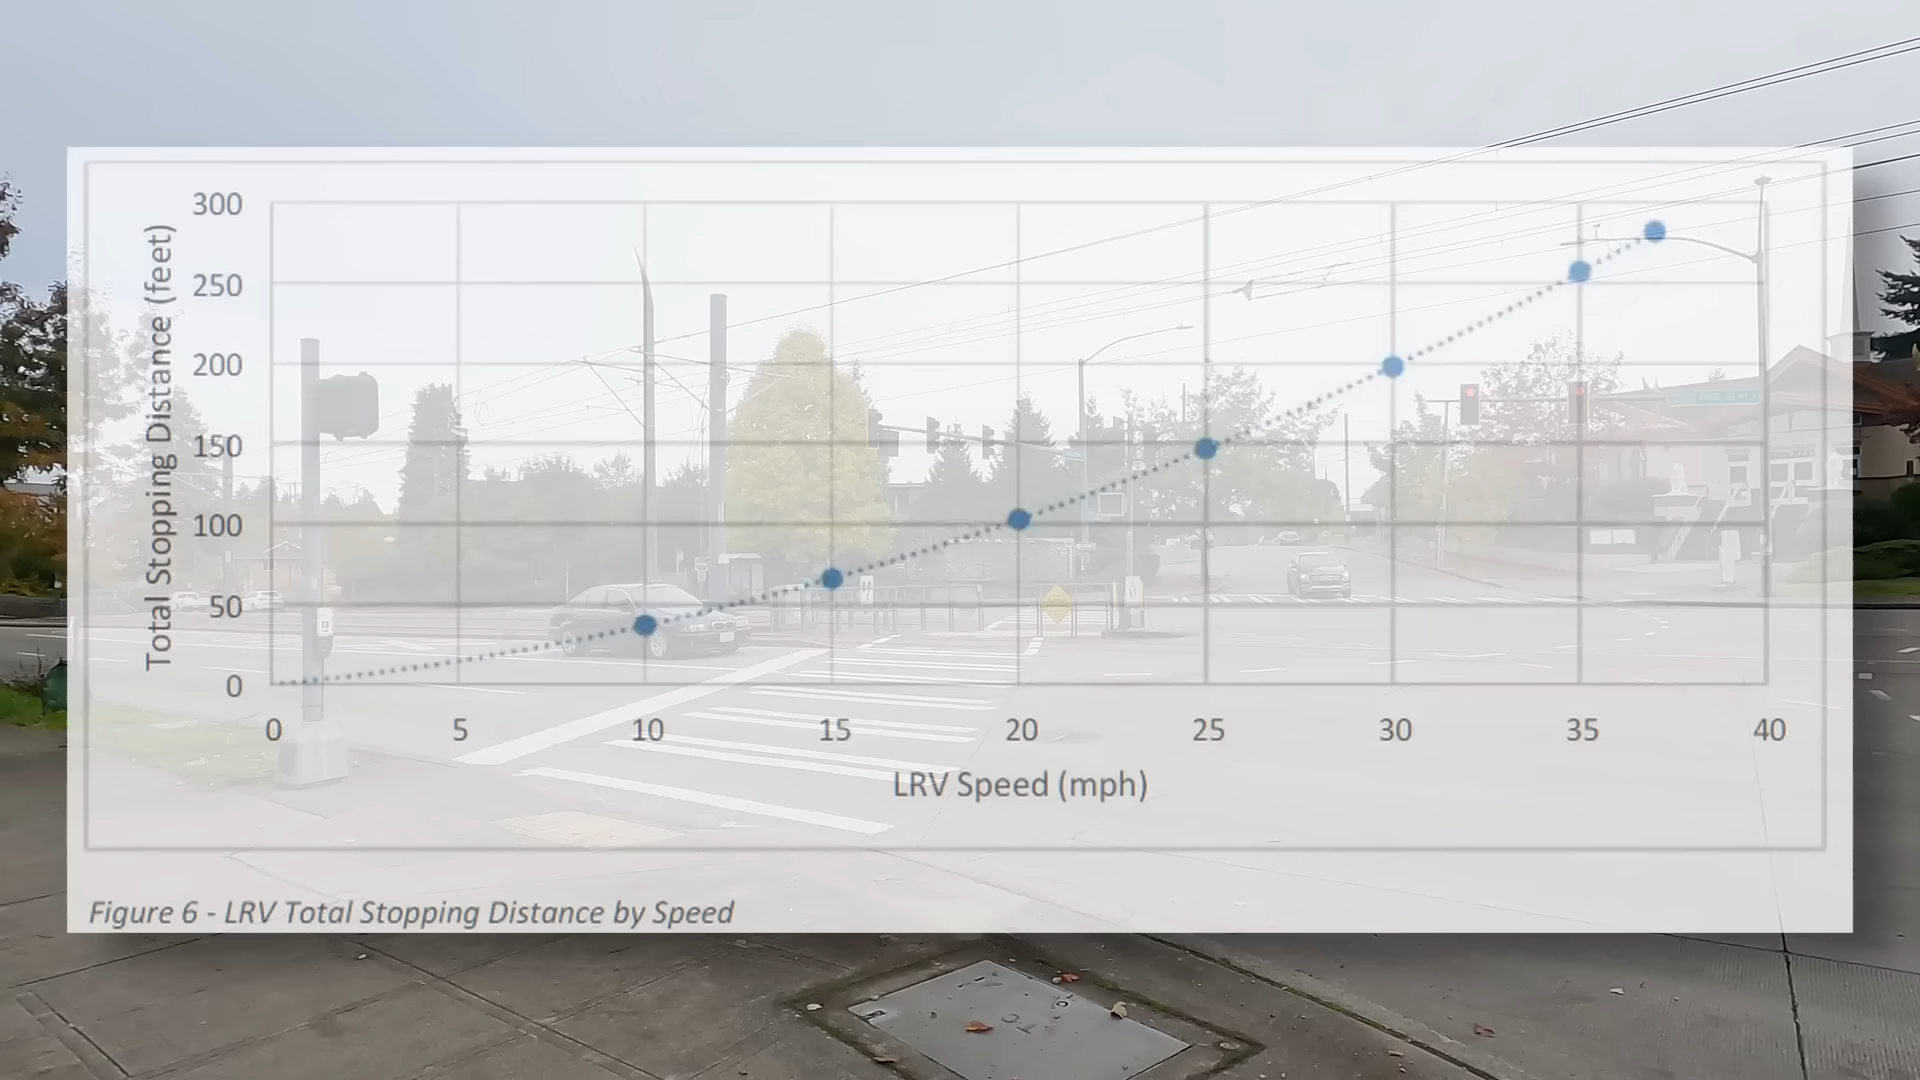 300
250
200
150
100
50
0
Total Stopping Distance (feet)
0 5 10 15 20 25 30 35 40
LRV Speed (mph)
Figure 6 - LRV Total Stopping Distance by Speed